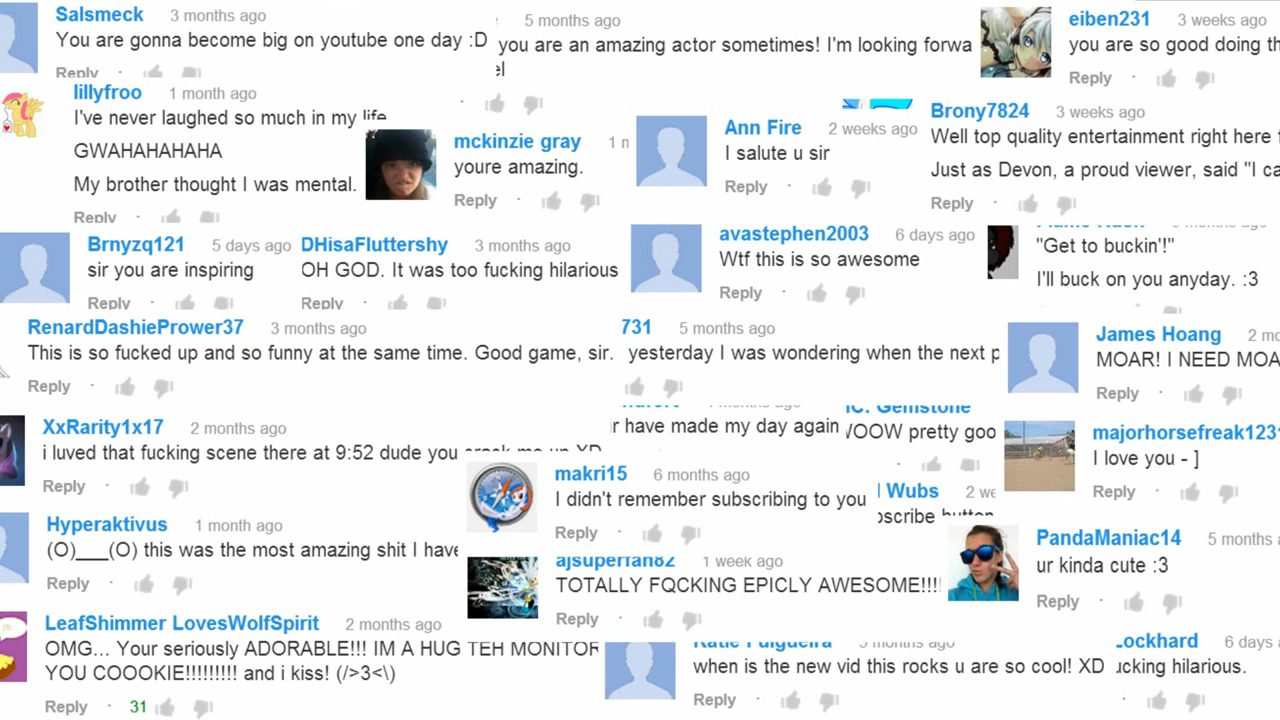 Salsmeck 3 months ago
You are gonna become big on youtube one day :D
Reply
5 months ago
you are an amazing actor sometimes! I'm looking forwa
el
eiben231 3 weeks ago
you are so good doing th
Reply
lillyfroo 1 month ago
I've never laughed so much in my life
GWAHAHAHAHA
My brother thought I was mental.
Reply
mckinzie gray 1 n
youre amazing.
Reply
Ann Fire 2 weeks ago
I salute u sir
Reply
Brony7824 3 weeks ago
Well top quality entertainment right here
Just as Devon, a proud viewer, said "I ca
Reply
Brnyzq121 5 days ago
sir you are inspiring
Reply
DHisaFluttershy 3 months ago
OH GOD. It was too fucking hilarious
Reply
avastephen2003 6 days ago
Wtf this is so awesome
Reply
"Get to buckin'!"
I'll buck on you anyday. :3
RenardDashiePrower37 3 months ago
This is so fucked up and so funny at the same time. Good game, sir.
Reply
731 5 months ago
yesterday I was wondering when the next p
James Hoang 2 mo
MOAR! I NEED MOA
Reply
XxRarity1x17 2 months ago
i luved that fucking scene there at 9:52 dude you crack me up XD
Reply
r have made my day again
C. Gemstone
WOOW pretty goo
majorhorsefreak123
I love you - ]
Reply
makri15 6 months ago
I didn't remember subscribing to you
Reply
Wubs 2 we
bscribe button
Hyperaktivus 1 month ago
(O)___(O) this was the most amazing shit I have
Reply
ajsuperfan82 1 week ago
TOTALLY FQCKING EPICLY AWESOME!!!!
Reply
PandaManiac14 5 months a
ur kinda cute :3
Reply
LeafShimmer LovesWolfSpirit 2 months ago
OMG... Your seriously ADORABLE!!! IM A HUG TEH MONITOR
YOU COOOKIE!!!!!!!!! and i kiss! (/>3<\)
Reply 31
Katie Fulgueira 5 months ago
when is the new vid this rocks u are so cool! XD
Reply
Lockhard 6 days a
ucking hilarious.